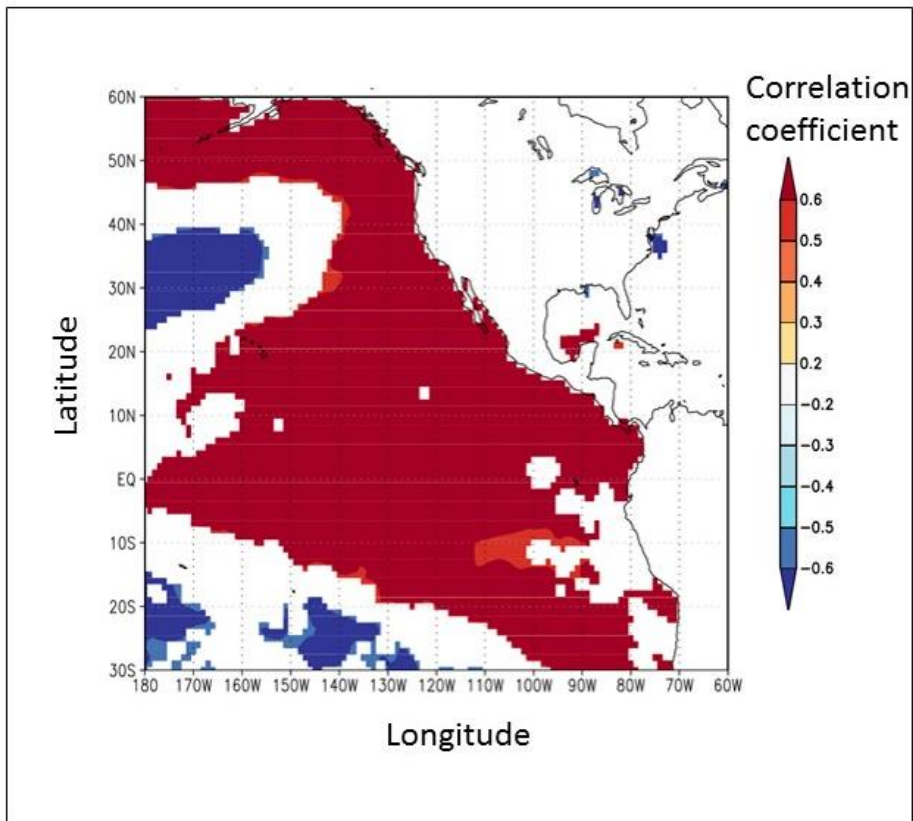 Correlation
coefficient
60N
50N
40N
30N
20N
10N
EQ
10S
20S
30S
Latitude
180 170W 160W 150W 140W 130W 120W 110W 100W 90W 80W 70W 60W
Longitude
0.6
0.5
0.4
0.3
0.2
-0.2
-0.3
-0.4
-0.5
-0.6